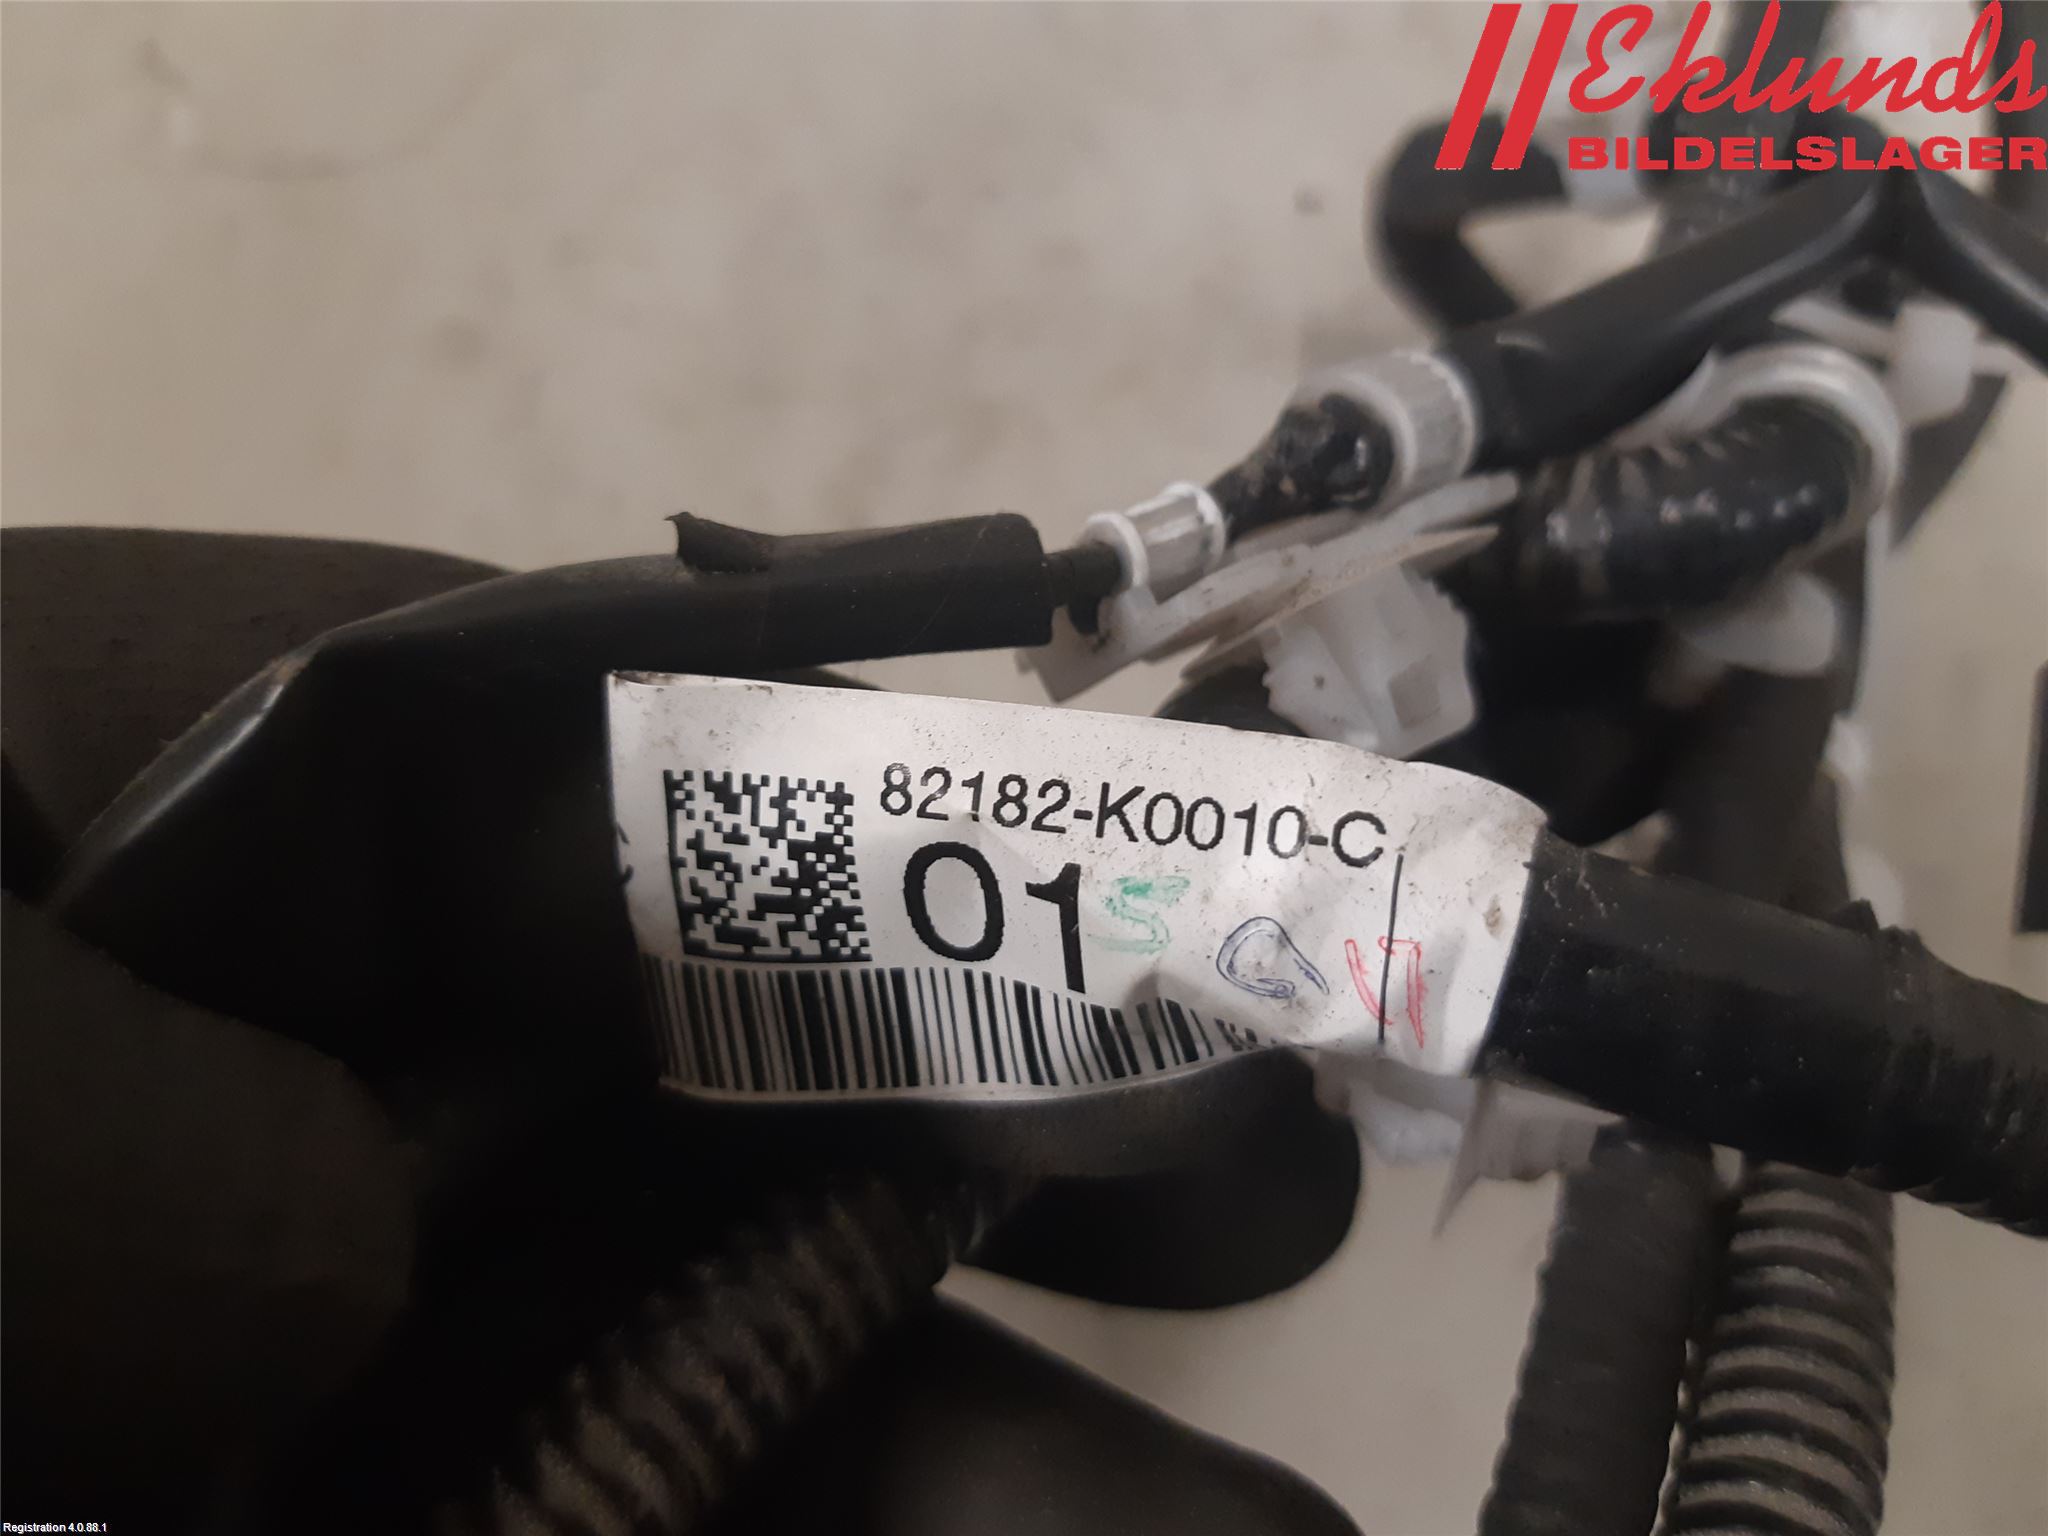 Eklunds
BILDELSLAGER
82182-K0010-C
01
S
Registration 4.0.88.1